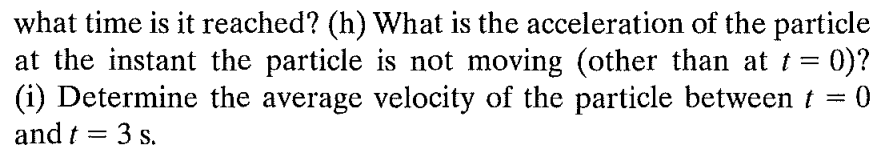 what time is it reached? (h) What is the acceleration of the particle
at the instant the particle is not moving (other than at t = 0)?
(i) Determine the average velocity of the particle between t = 0
and t = 3 s.